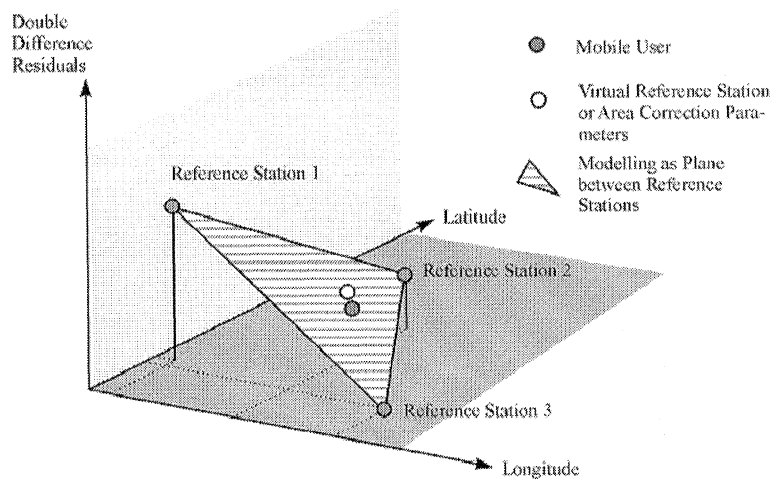 Double
Difference
Residuals
Mobile User
Virtual Reference Station
or Area Correction Para-
meters
Modelling as Plane
between Reference
Stations
Reference Station 1
Latitude
Reference Station 2
Reference Station 3
Longitude